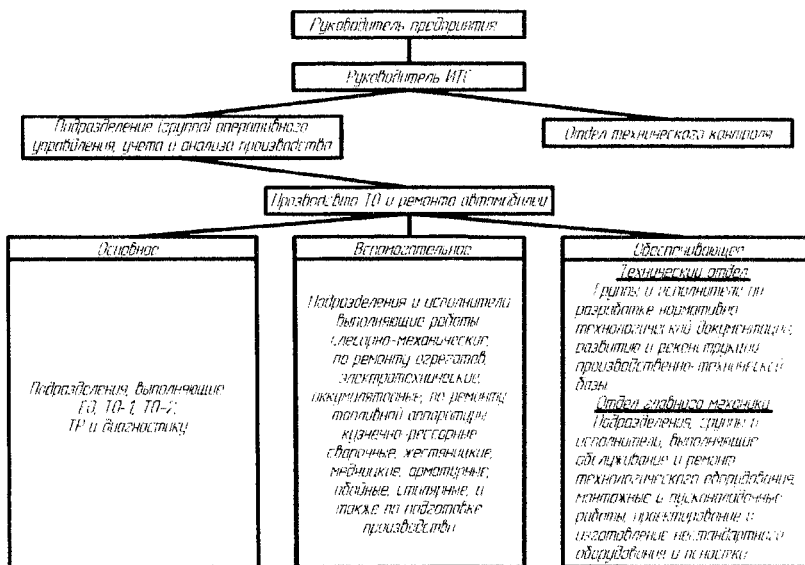 Руководитель предприятия
Руководитель ИТС
Подразделение (группа) оперативного
управления, учета и анализа производства
Отдел технического контроля
Производство ТО и ремонта автомобилей
Основное
Подразделения, выполняющие
ЕО, ТО-1, ТО-2,
ТР и диагностику
Вспомогательное
Подразделения и исполнители
выполняющие работы
слесарно-механические,
по ремонту агрегатов,
электротехнические,
аккумуляторные, по ремонту
топливной аппаратуры
кузнечно-рессорные
сварочные, жестяницкие,
медницкие, арматурные,
обойные, столярные, и
также по подготовке
производства
Обеспечивающее
Технический отдел
Группы и исполнители по
разработке нормативно
технологической документации,
развитию и реконструкции
производственно-технической
базы
Отдел главного механика
Подразделения, группы и
исполнители, выполняющие
обслуживание и ремонт
технологического оборудования,
монтажные и пусконаладочные
работы, проектирование и
изготовление нестандартного
оборудования и оснастки